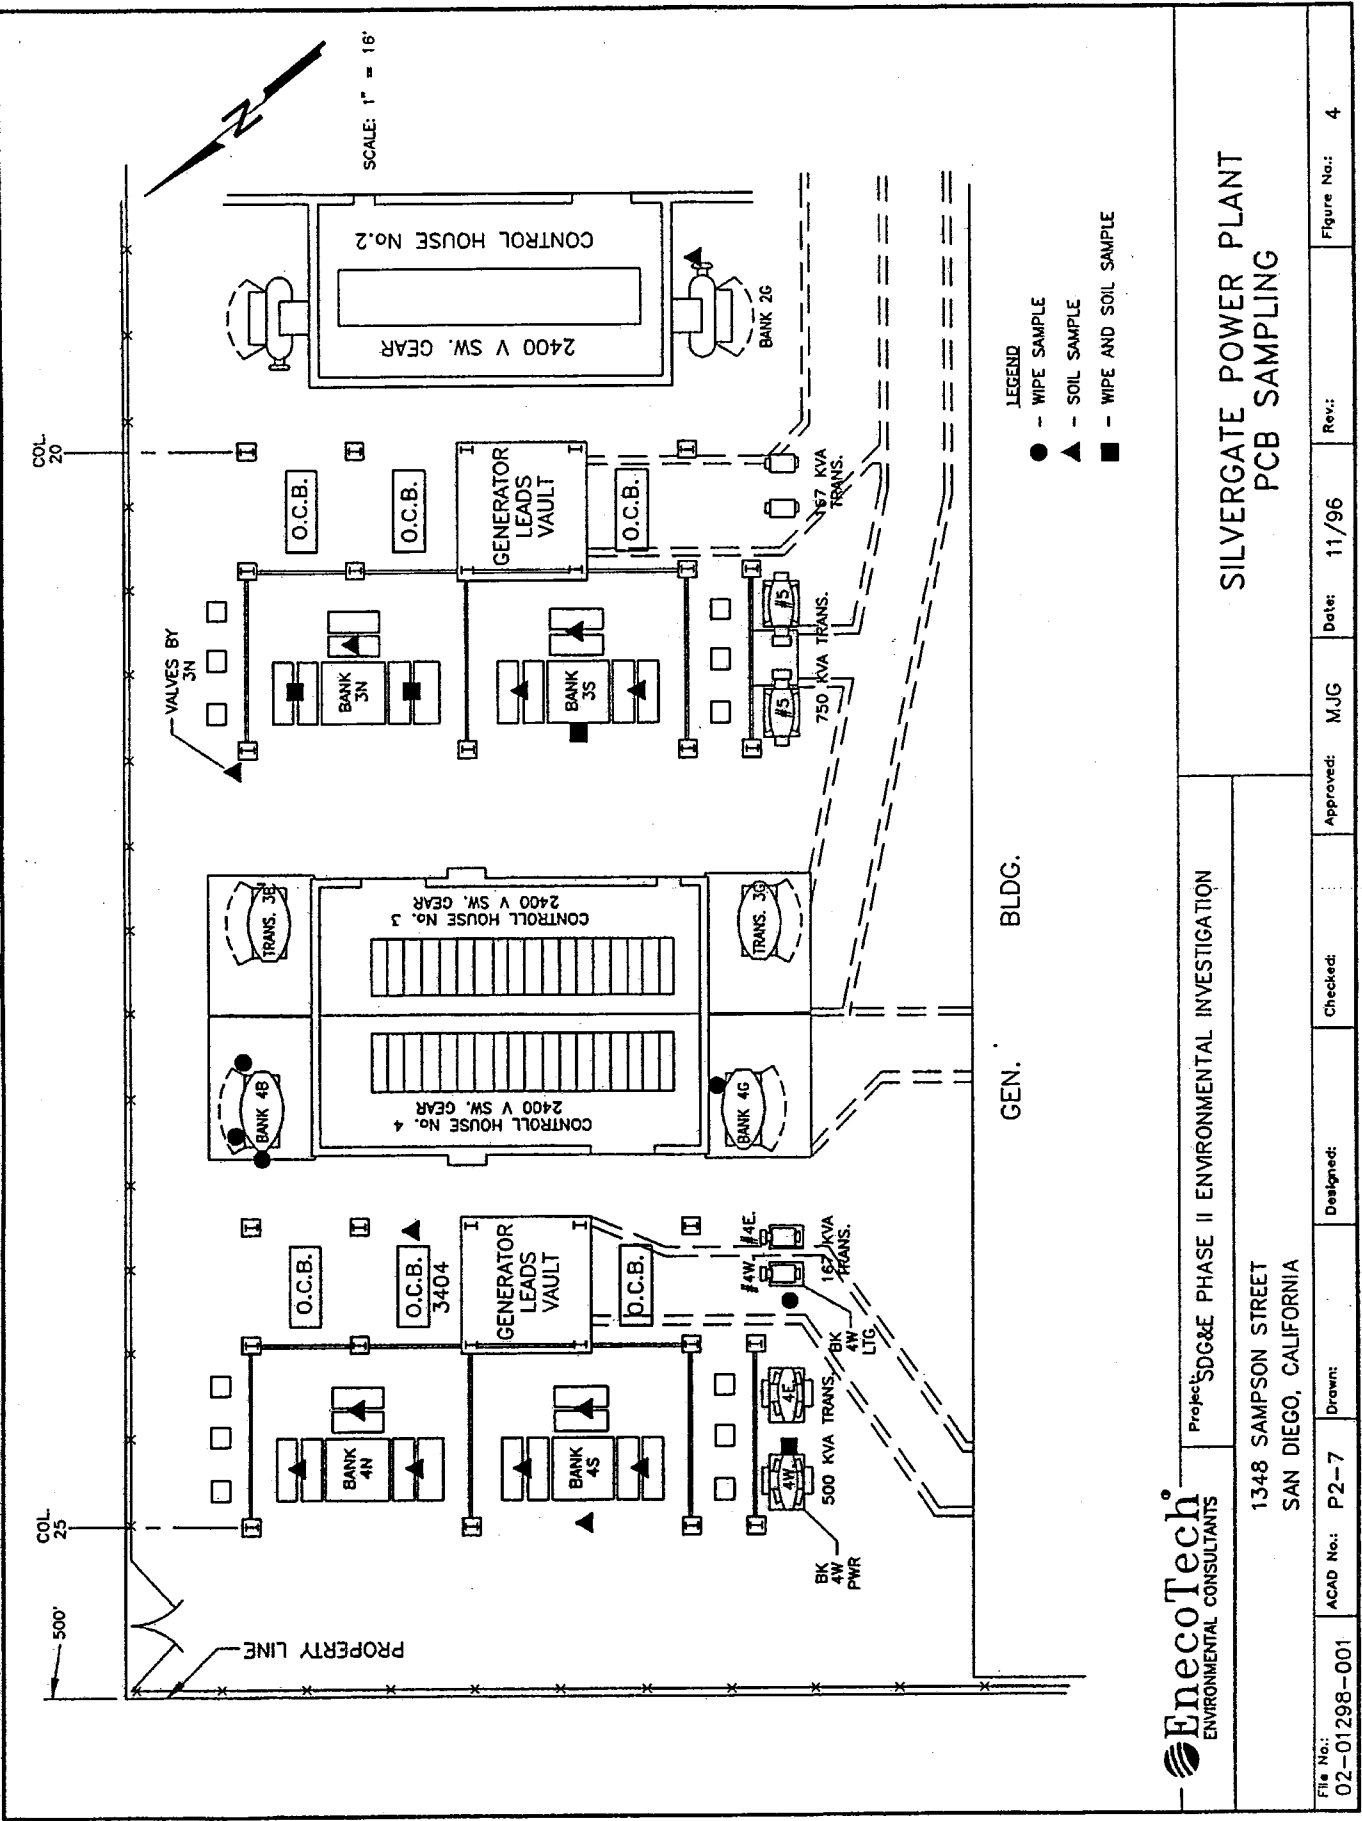 SCALE: 1" = 16'
N
COL.
20
VALVES BY
3N
CONTROL HOUSE No.2
2400 V SW. GEAR
BANK 2G
O.C.B.
O.C.B.
GENERATOR
LEADS
VAULT
O.C.B.
167 KVA
TRANS.
BANK
3N
BANK
3S
#5
#5
750 KVA TRANS.
TRANS. 3B
CONTROLL HOUSE No. 3
2400 V SW. GEAR
TRANS. 3G
BANK 4B
2400 V SW. GEAR
CONTROLL HOUSE No. 4
BANK 4G
GEN. BLDG.
O.C.B.
O.C.B.
3404
GENERATOR
LEADS
VAULT
O.C.B.
#4W.
#4E.
167 KVA
TRANS.
BK
4W
LTG
COL.
25
BANK
4N
BANK
4S
4W
4E
500 KVA TRANS.
BK
4W
PWR
500'
PROPERTY LINE
LEGEND
- WIPE SAMPLE
- SOIL SAMPLE
- WIPE AND SOIL SAMPLE
EnecoTech
ENVIRONMENTAL CONSULTANTS
Project:
SDG&E PHASE II ENVIRONMENTAL INVESTIGATION
1348 SAMPSON STREET
SAN DIEGO, CALIFORNIA
SILVERGATE POWER PLANT
PCB SAMPLING
File No.:
02-01298-001
ACAD No.: P2-7
Drawn:
Designed:
Checked:
Approved: MJG
Date: 11/96
Rev.:
Figure No.: 4